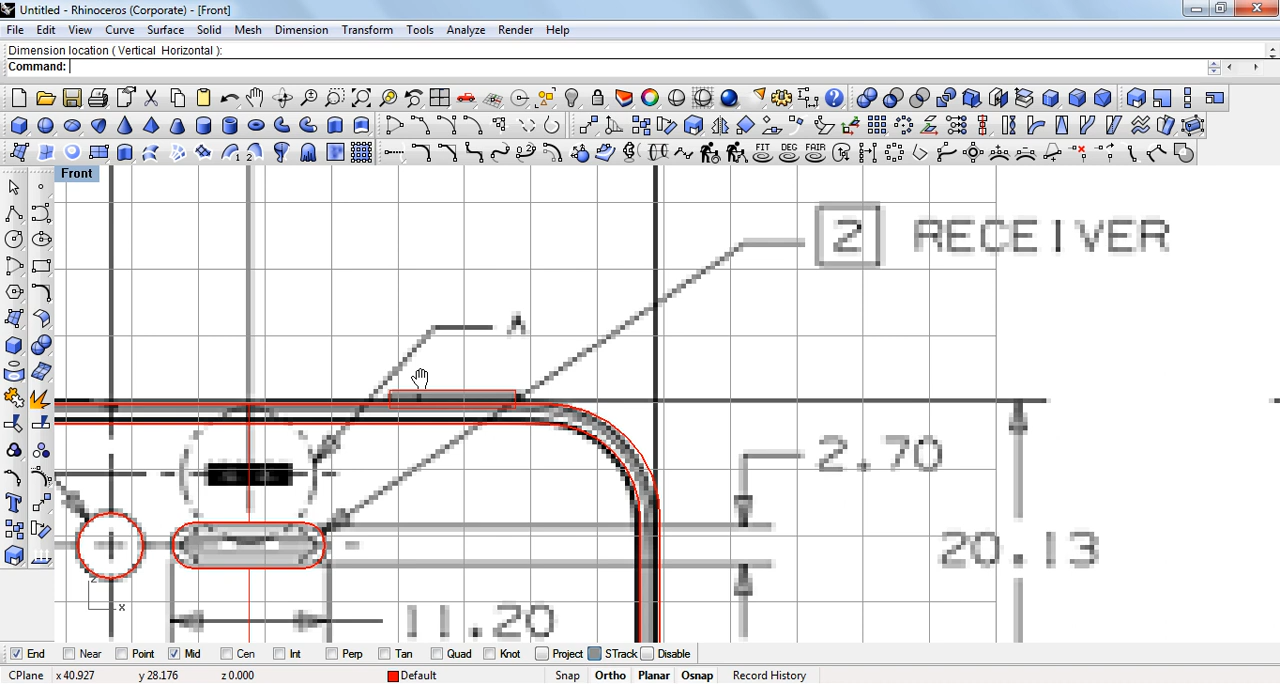 Untitled - Rhinoceros (Corporate) - [Front]
File Edit View Curve Surface Solid Mesh Dimension Transform Tools Analyze Render Help
Dimension location ( Vertical Horizontal ):
Command:
FIT DEG FAIR
Front
2 RECEIVER
A
2.70
20.13
z
x
11.20
End Near Point Mid Cen Int Perp Tan Quad Knot Project STrack Disable
CPlane x 40.927 y 28.176 z 0.000 Default Snap Ortho Planar Osnap Record History